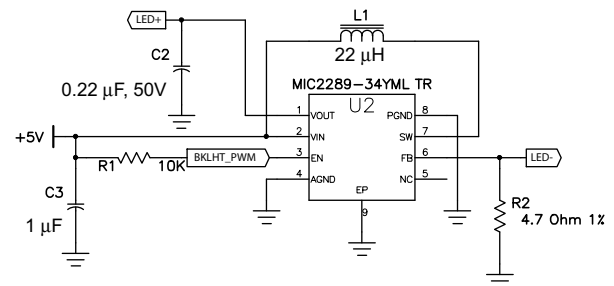 LED+
L1
C2
22 µH
0.22 µF, 50V
MIC2289-34YML TR
U2
1 VOUT PGND 8
+5V
2 VIN SW 7
R1 10K BKLHT_PWM 3 EN FB 6 LED-
4 AGND NC 5
C3
EP
R2
1 µF
9
4.7 Ohm 1%